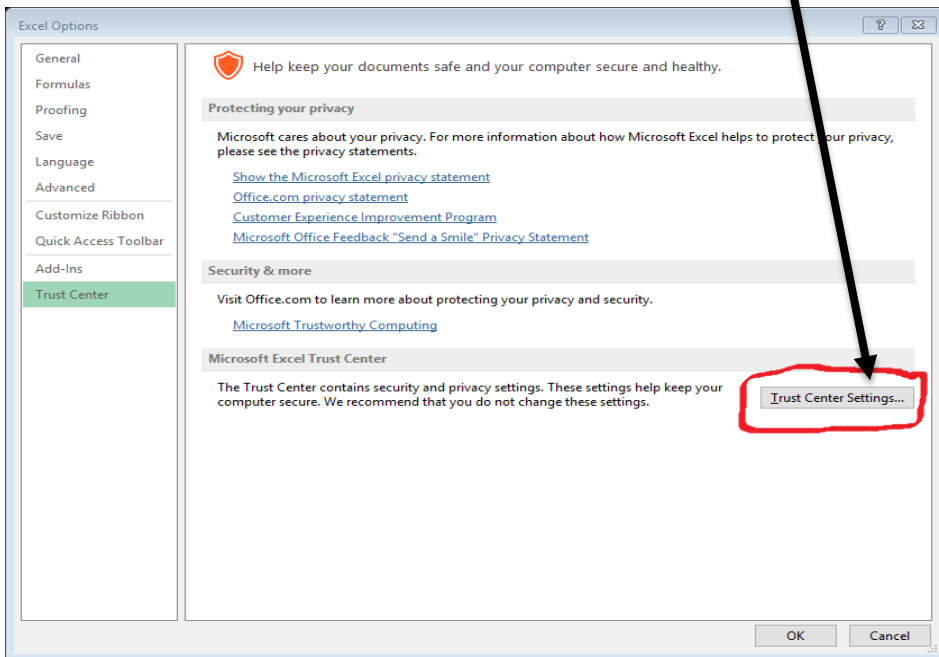 Excel Options
General
Formulas
Proofing
Save
Language
Advanced
Customize Ribbon
Quick Access Toolbar
Add-Ins
Trust Center
Help keep your documents safe and your computer secure and healthy.
Protecting your privacy
Microsoft cares about your privacy. For more information about how Microsoft Excel helps to protect your privacy,
please see the privacy statements.
Show the Microsoft Excel privacy statement
Office.com privacy statement
Customer Experience Improvement Program
Microsoft Office Feedback "Send a Smile" Privacy Statement
Security & more
Visit Office.com to learn more about protecting your privacy and security.
Microsoft Trustworthy Computing
Microsoft Excel Trust Center
The Trust Center contains security and privacy settings. These settings help keep your
computer secure. We recommend that you do not change these settings.
Trust Center Settings...
OK
Cancel